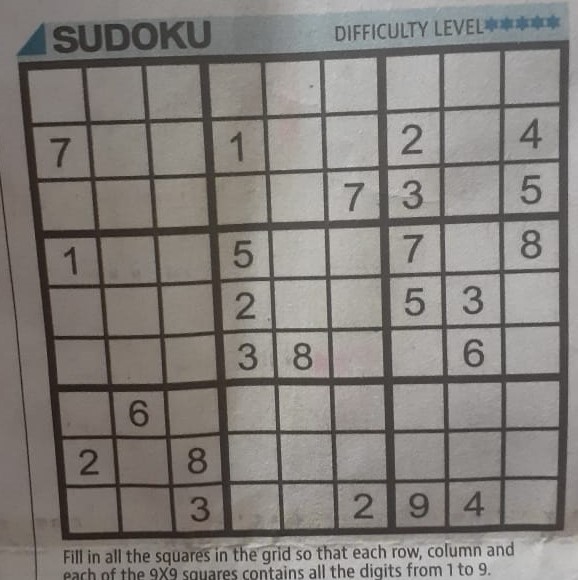 SUDOKU
DIFFICULTY LEVEL*****
7 1 2 4
7 3 5
1 5 7 8
2 5 3
3 8 6
6
2 8
3 2 9 4
Fill in all the squares in the grid so that each row, column and
each of the 9X9 squares contains all the digits from 1 to 9.